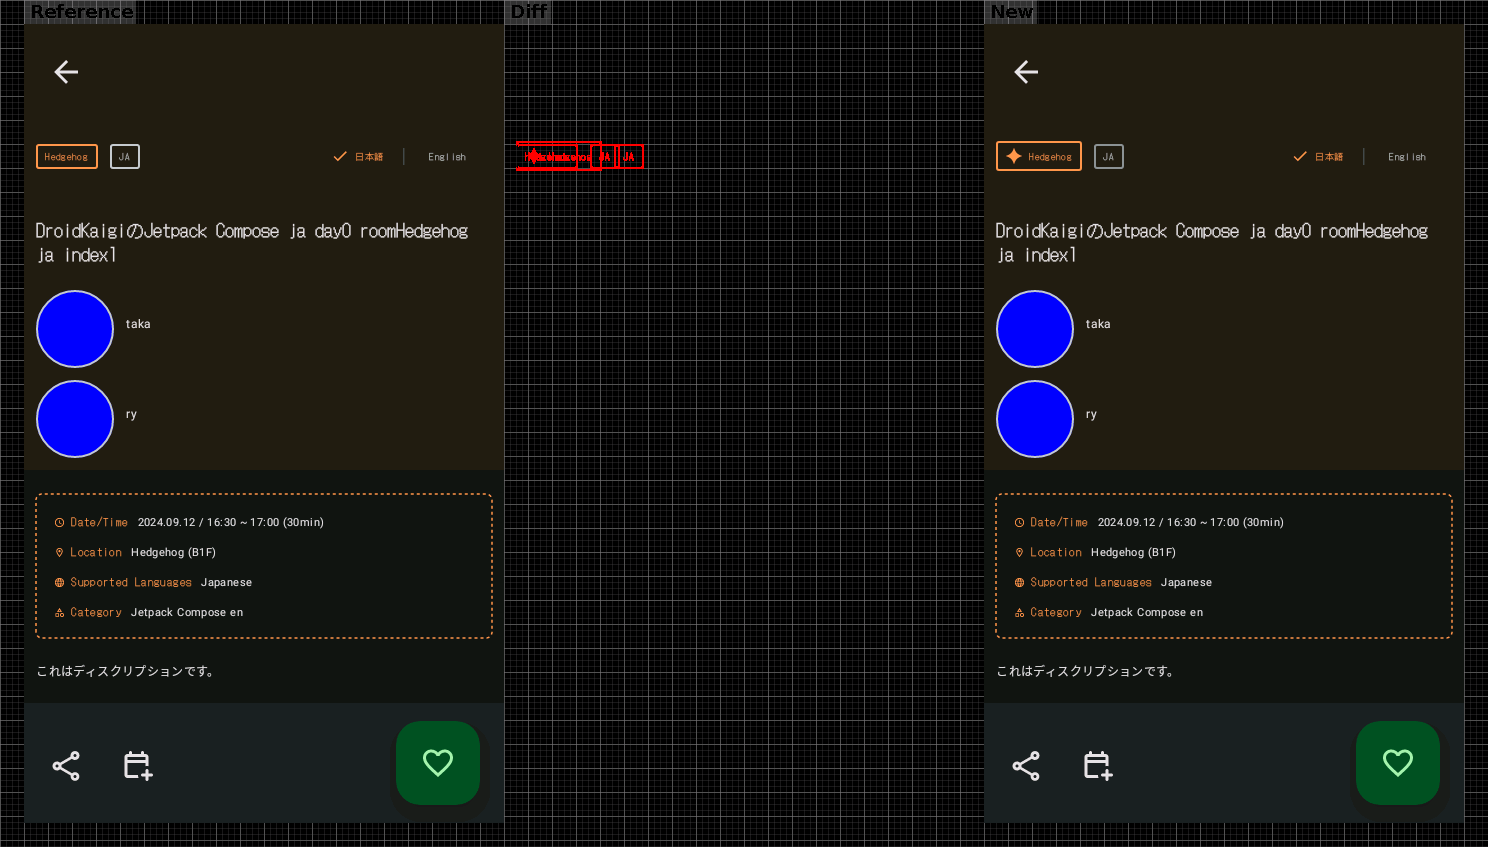 Reference
Hedgehog JA 日本語 English
DroidKaigiのJetpack Compose ja day0 roomHedgehog
ja index1
taka
ry
Date/Time 2024.09.12 / 16:30 ~ 17:00 (30min)
Location Hedgehog (B1F)
Supported Languages Japanese
Category Jetpack Compose en
これはディスクリプションです。
Diff
JA JA
New
Hedgehog JA 日本語 English
DroidKaigiのJetpack Compose ja day0 roomHedgehog
ja index1
taka
ry
Date/Time 2024.09.12 / 16:30 ~ 17:00 (30min)
Location Hedgehog (B1F)
Supported Languages Japanese
Category Jetpack Compose en
これはディスクリプションです。